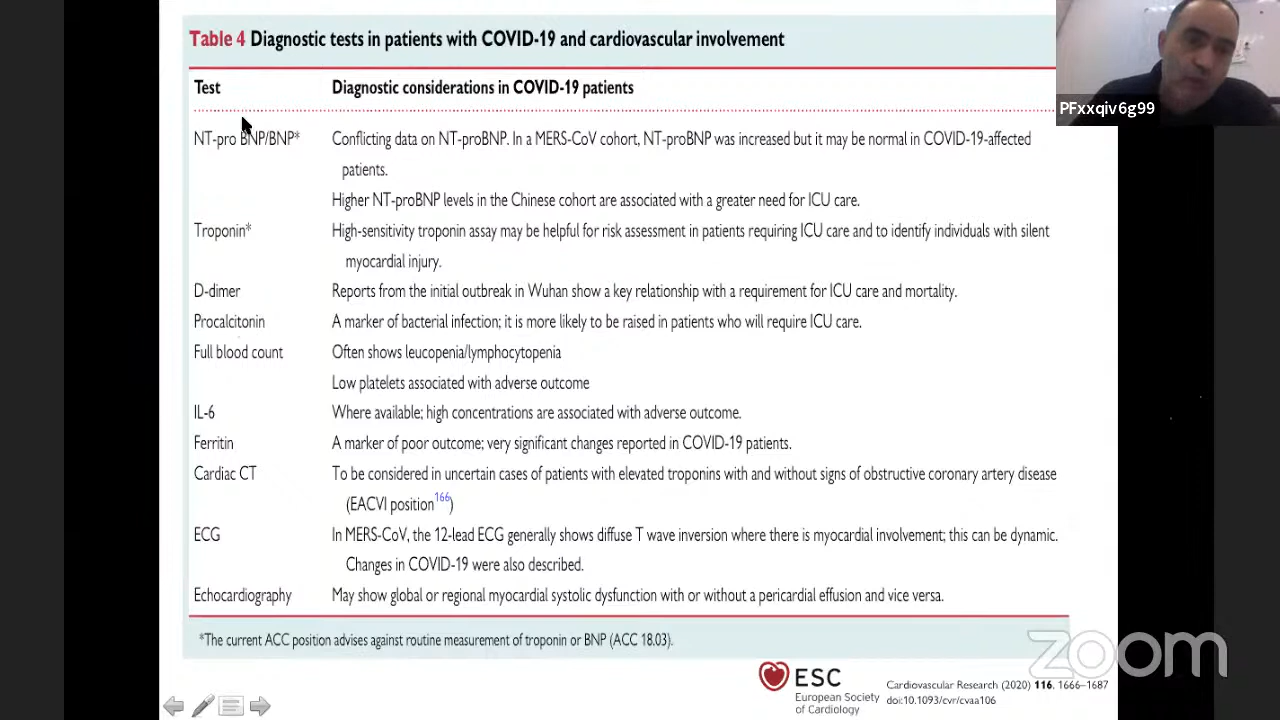 Table 4 Diagnostic tests in patients with COVID-19 and cardiovascular involvement
Test Diagnostic considerations in COVID-19 patients
PFxxqiv6g99
NT-pro BNP/BNP* Conflicting data on NT-proBNP. In a MERS-CoV cohort, NT-proBNP was increased but it may be normal in COVID-19-affected
patients.
Higher NT-proBNP levels in the Chinese cohort are associated with a greater need for ICU care.
Troponin* High-sensitivity troponin assay may be helpful for risk assessment in patients requiring ICU care and to identify individuals with silent
myocardial injury.
D-dimer Reports from the initial outbreak in Wuhan show a key relationship with a requirement for ICU care and mortality.
Procalcitonin A marker of bacterial infection; it is more likely to be raised in patients who will require ICU care.
Full blood count Often shows leucopenia/lymphocytopenia
Low platelets associated with adverse outcome
IL-6 Where available; high concentrations are associated with adverse outcome.
Ferritin A marker of poor outcome; very significant changes reported in COVID-19 patients.
Cardiac CT To be considered in uncertain cases of patients with elevated troponins with and without signs of obstructive coronary artery disease
(EACVI position166)
ECG In MERS-CoV, the 12-lead ECG generally shows diffuse T wave inversion where there is myocardial involvement; this can be dynamic.
Changes in COVID-19 were also described.
Echocardiography May show global or regional myocardial systolic dysfunction with or without a pericardial effusion and vice versa.
*The current ACC position advises against routine measurement of troponin or BNP (ACC 18.03).
zoom
ESC
European Society
of Cardiology
Cardiovascular Research (2020) 116, 1666–1687
doi:10.1093/cvr/cvaa106